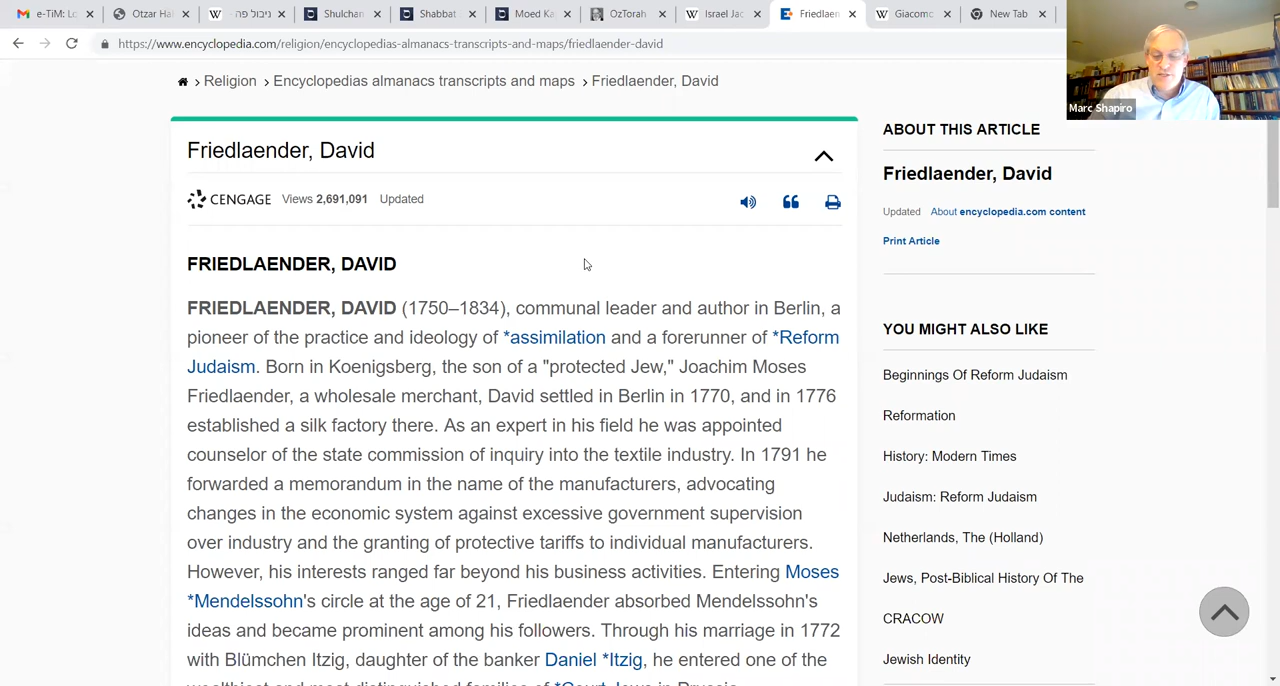 e-TiM: Lo
Otzar Ha
ניבול פה -
Shulchan
Shabbat
Moed Ka
OzTorah
Israel Jac
Friedlaen
Giacomo
New Tab
https://www.encyclopedia.com/religion/encyclopedias-almanacs-transcripts-and-maps/friedlaender-david
Marc Shapiro
Religion > Encyclopedias almanacs transcripts and maps > Friedlaender, David
Friedlaender, David
CENGAGE Views 2,691,091 Updated
FRIEDLAENDER, DAVID
FRIEDLAENDER, DAVID (1750–1834), communal leader and author in Berlin, a
pioneer of the practice and ideology of *assimilation and a forerunner of *Reform
Judaism. Born in Koenigsberg, the son of a "protected Jew," Joachim Moses
Friedlaender, a wholesale merchant, David settled in Berlin in 1770, and in 1776
established a silk factory there. As an expert in his field he was appointed
counselor of the state commission of inquiry into the textile industry. In 1791 he
forwarded a memorandum in the name of the manufacturers, advocating
changes in the economic system against excessive government supervision
over industry and the granting of protective tariffs to individual manufacturers.
However, his interests ranged far beyond his business activities. Entering Moses
*Mendelssohn's circle at the age of 21, Friedlaender absorbed Mendelssohn's
ideas and became prominent among his followers. Through his marriage in 1772
with Blümchen Itzig, daughter of the banker Daniel *Itzig, he entered one of the
wealthiest and most distinguished families of *Court Jews in Prussia.
ABOUT THIS ARTICLE
Friedlaender, David
Updated About encyclopedia.com content
Print Article
YOU MIGHT ALSO LIKE
Beginnings Of Reform Judaism
Reformation
History: Modern Times
Judaism: Reform Judaism
Netherlands, The (Holland)
Jews, Post-Biblical History Of The
CRACOW
Jewish Identity